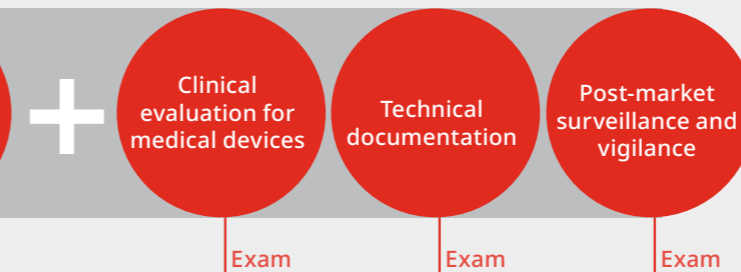 +
Clinical
evaluation for
medical devices
Technical
documentation
Post-market
surveillance and
vigilance
Exam
Exam
Exam